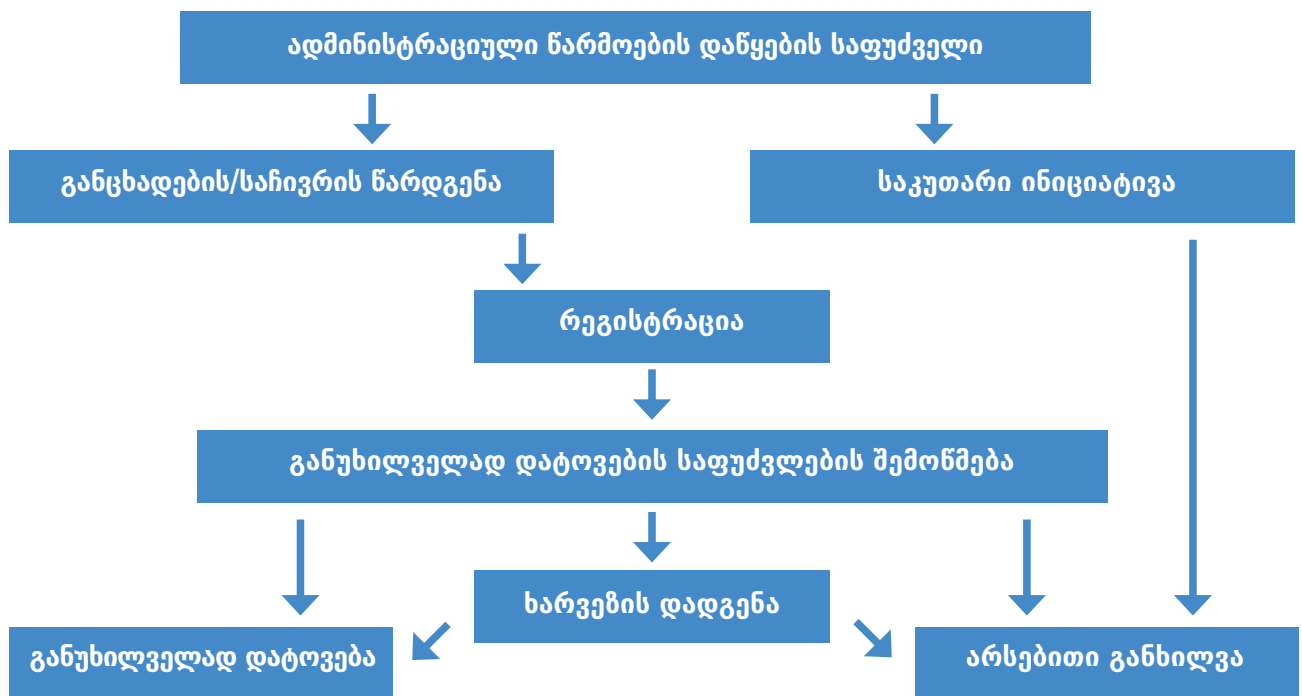 ადმინისტრაციული წარმოების დაწყების საფუძველი
განცხადების/საჩივრის წარდგენა
საკუთარი ინიციატივა
რეგისტრაცია
განუხილველად დატოვების საფუძვლების შემოწმება
ხარვეზის დადგენა
განუხილველად დატოვება
არსებითი განხილვა